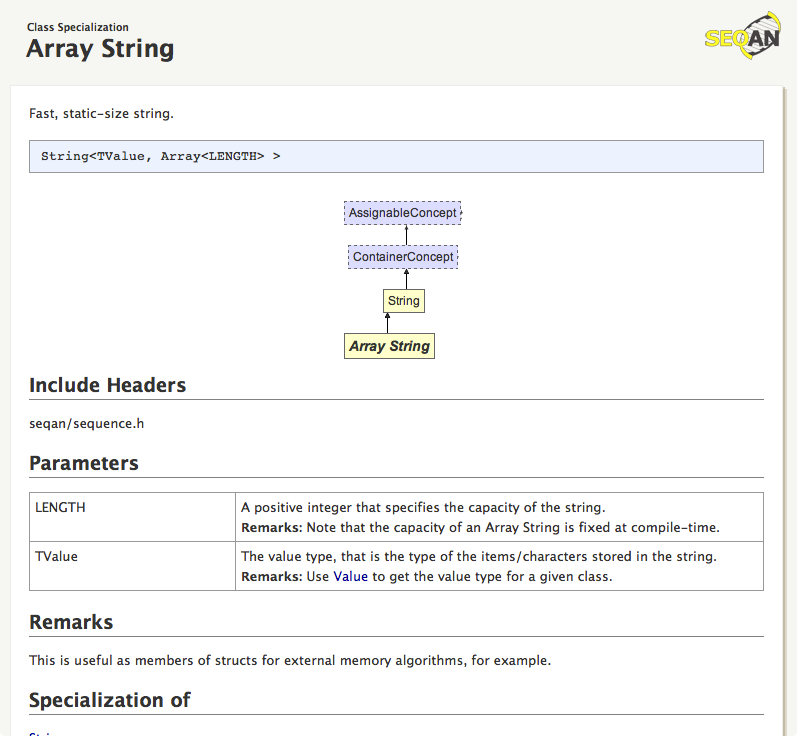 Class Specialization
Array String
SEQAN
Fast, static-size string.
String<TValue, Array<LENGTH> >
AssignableConcept
ContainerConcept
String
Array String
Include Headers
seqan/sequence.h
Parameters
LENGTH
A positive integer that specifies the capacity of the string.
Remarks: Note that the capacity of an Array String is fixed at compile-time.
TValue
The value type, that is the type of the items/characters stored in the string.
Remarks: Use Value to get the value type for a given class.
Remarks
This is useful as members of structs for external memory algorithms, for example.
Specialization of